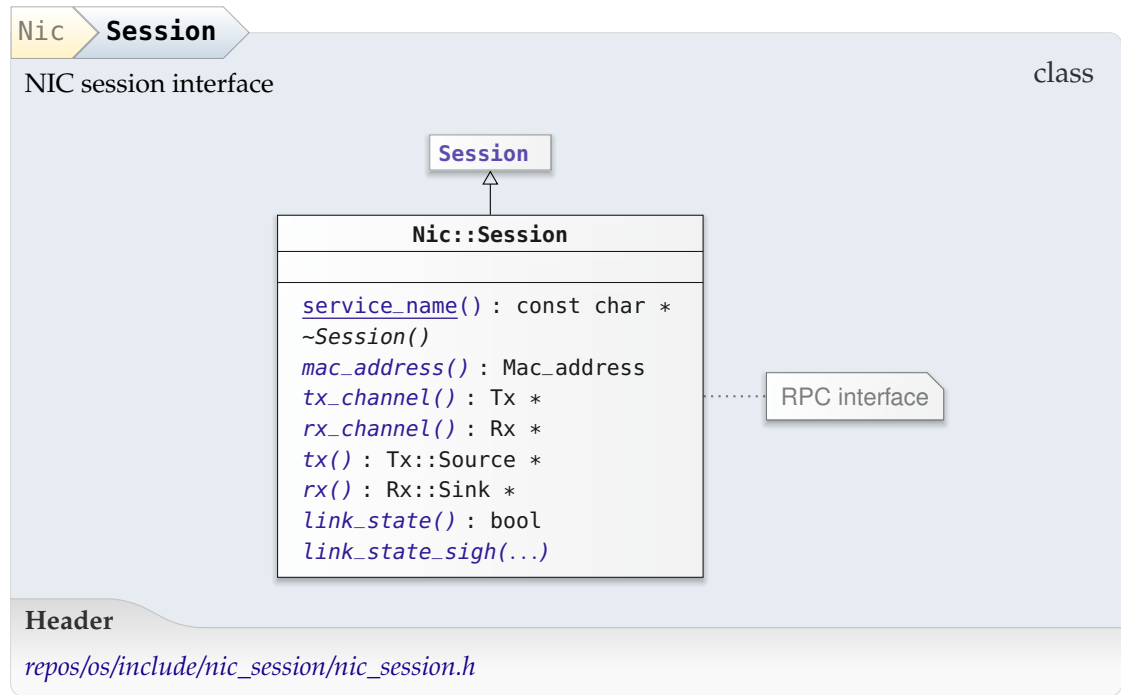 Nic Session
NIC session interface
class
Session
Nic::Session
service_name() : const char *
~Session()
mac_address() : Mac_address
tx_channel() : Tx *
rx_channel() : Rx *
tx() : Tx::Source *
rx() : Rx::Sink *
link_state() : bool
link_state_sigh(...)
RPC interface
Header
repos/os/include/nic_session/nic_session.h